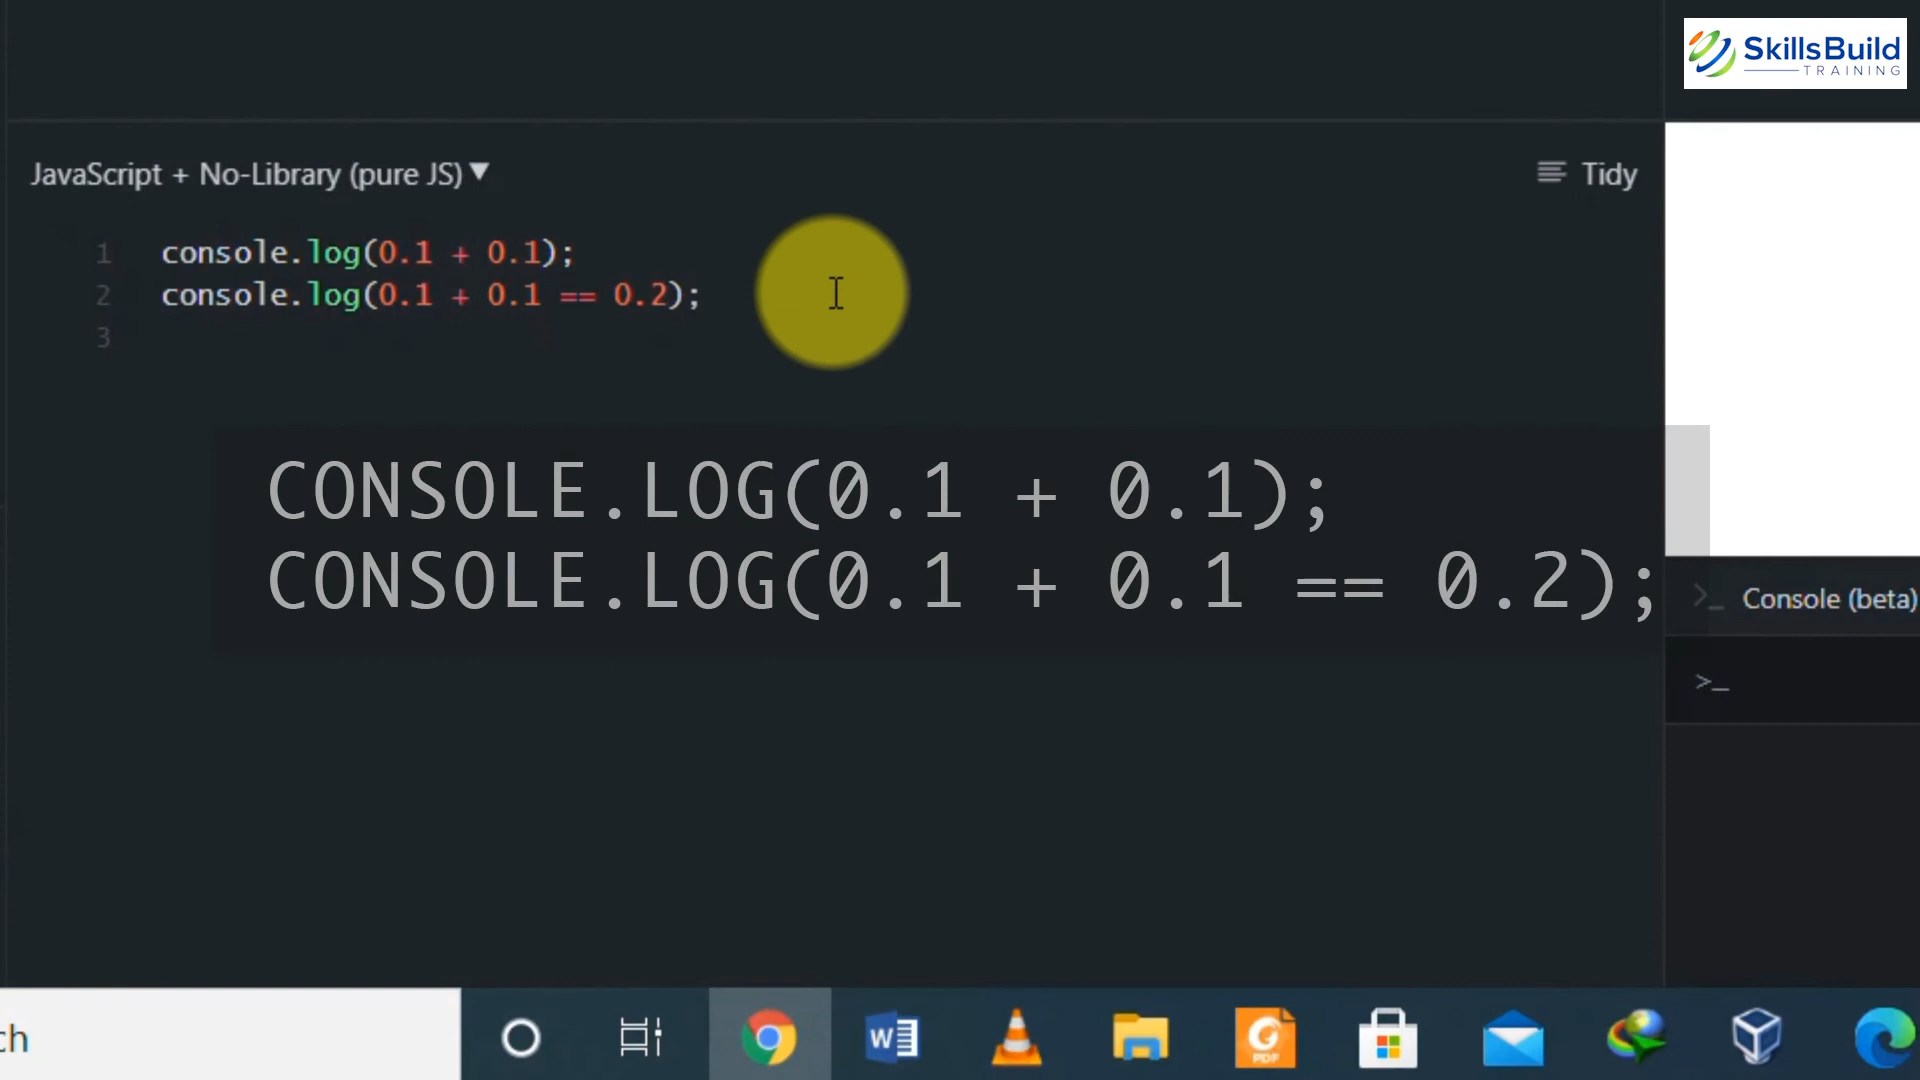 SkillsBuild
TRAINING
JavaScript + No-Library (pure JS)▼
Tidy
1 console.log(0.1 + 0.1);
2 console.log(0.1 + 0.1 == 0.2);
3
CONSOLE.LOG(0.1 + 0.1);
CONSOLE.LOG(0.1 + 0.1 == 0.2);
>_ Console (beta)
>_
ch
W
PDF